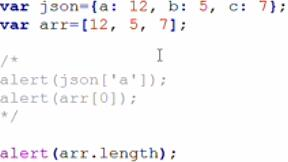 var json={a: 12, b: 5, c: 7};
var arr=[12, 5, 7];
/*
alert(json['a']);
alert(arr[0]);
*/
alert(arr.length);